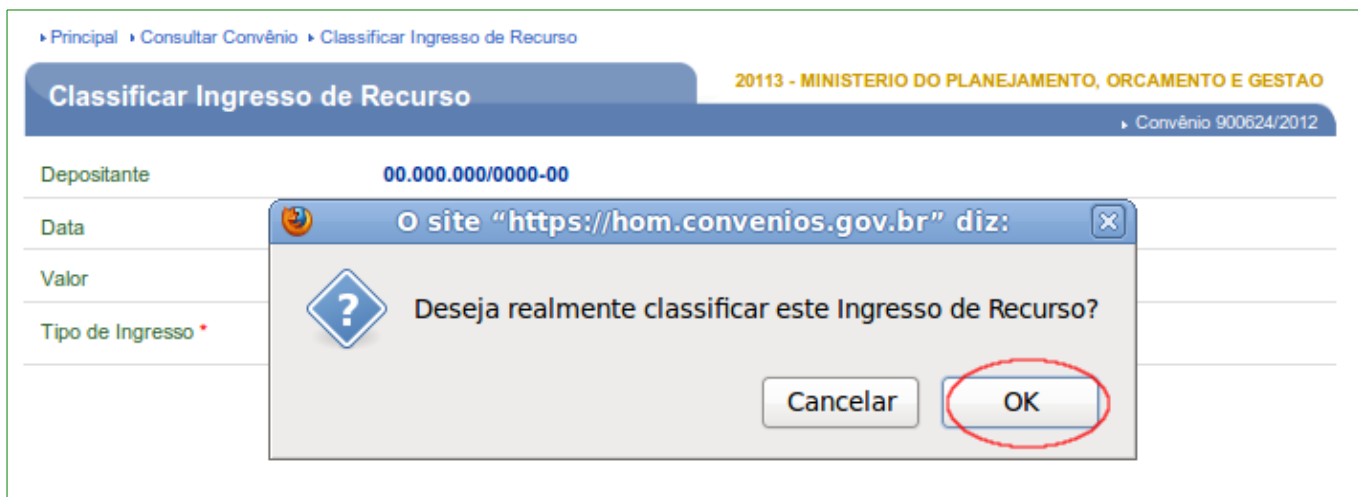 Principal Consultar Convênio Classificar Ingresso de Recurso
Classificar Ingresso de Recurso
20113 - MINISTERIO DO PLANEJAMENTO, ORCAMENTO E GESTAO
Convênio 900624/2012
Depositante 00.000.000/0000-00
Data
Valor
Tipo de Ingresso *
O site “https://hom.convenios.gov.br” diz:
Deseja realmente classificar este Ingresso de Recurso?
Cancelar OK